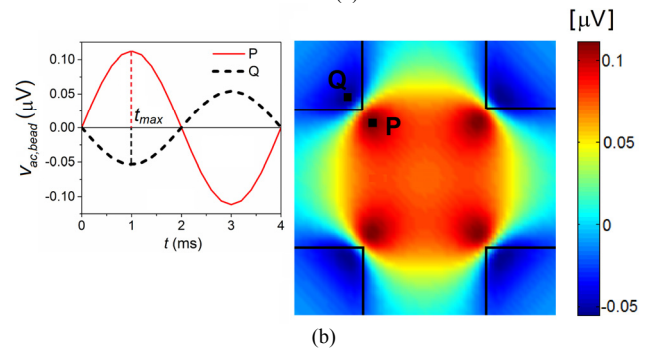 [μV]
P
Q
0.10
0.05
0.00
-0.05
-0.10
V_ac,bead (μV)
t_max
0 1 2 3 4
t (ms)
Q
P
0.1
0.05
0
-0.05
(b)